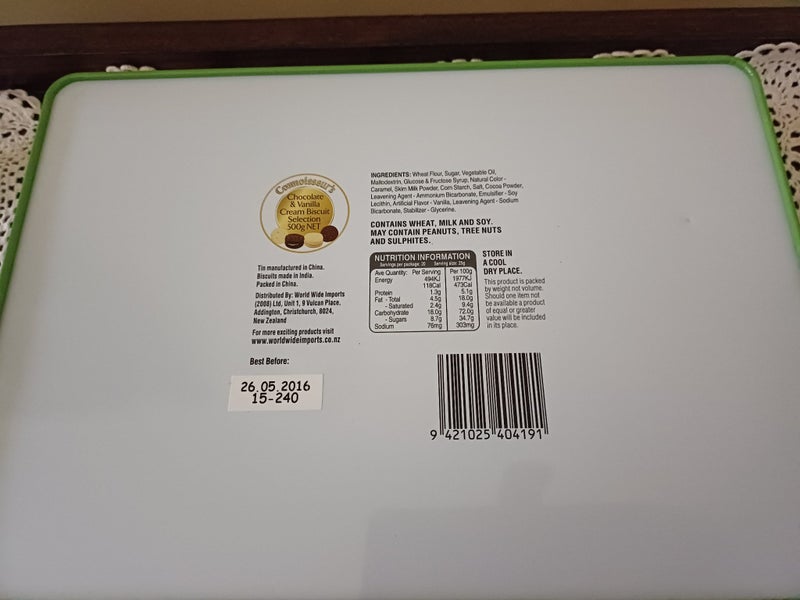 Connoisseur's
Chocolate
& Vanilla
Cream Biscuit
Selection
500g NET
Tin manufactured in China.
Biscuits made in India.
Packed in China.
Distributed By: World Wide Imports
(2008) Ltd, Unit 1, 9 Vulcan Place,
Addington, Christchurch, 8024,
New Zealand
For more exciting products visit
www.worldwideimports.co.nz
Best Before:
26.05.2016
15-240
INGREDIENTS: Wheat Flour, Sugar, Vegetable Oil,
Maltodextrin, Glucose & Fructose Syrup, Natural Color -
Caramel, Skim Milk Powder, Corn Starch, Salt, Cocoa Powder,
Leavening Agent - Ammonium Bicarbonate, Emulsifier - Soy
Lecithin, Artificial Flavor - Vanilla, Leavening Agent - Sodium
Bicarbonate, Stabilizer - Glycerine.
CONTAINS WHEAT, MILK AND SOY.
MAY CONTAIN PEANUTS, TREE NUTS
AND SULPHITES.
NUTRITION INFORMATION
Servings per package: 20 Serving size: 25g
Ave Quantity: Per Serving Per 100g
Energy 494KJ 1977KJ
118Cal 473Cal
Protein 1.3g 5.1g
Fat - Total 4.5g 18.0g
- Saturated 2.4g 9.4g
Carbohydrate 18.0g 72.0g
- Sugars 8.7g 34.7g
Sodium 76mg 303mg
STORE IN
A COOL
DRY PLACE.
This product is packed
by weight not volume.
Should one item not
be available a product
of equal or greater
value will be included
in its place.
9 421025 404191